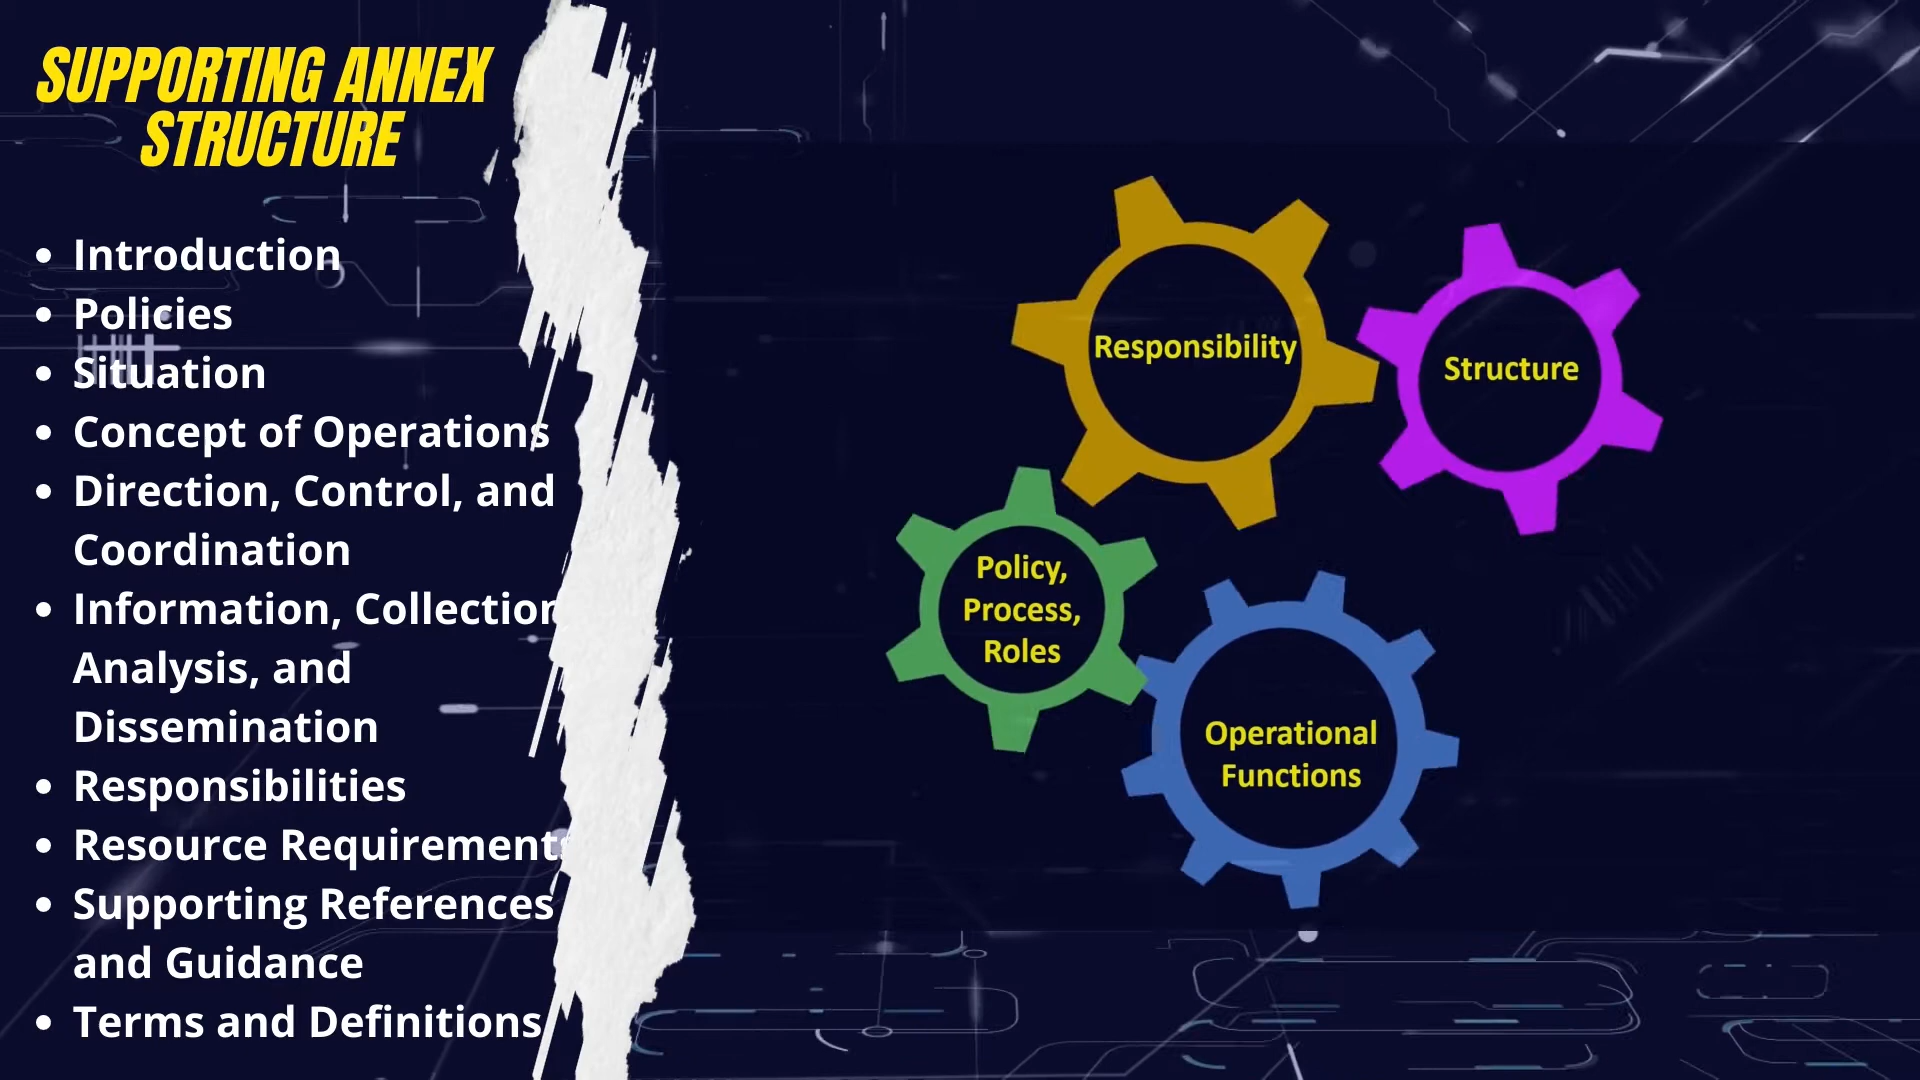 SUPPORTING ANNEX
STRUCTURE
• Introduction
• Policies
• Situation
• Concept of Operations
• Direction, Control, and
Coordination
• Information, Collection
Analysis, and
Dissemination
• Responsibilities
• Resource Requirements
• Supporting References
and Guidance
• Terms and Definitions
Responsibility
Structure
Policy,
Process,
Roles
Operational
Functions